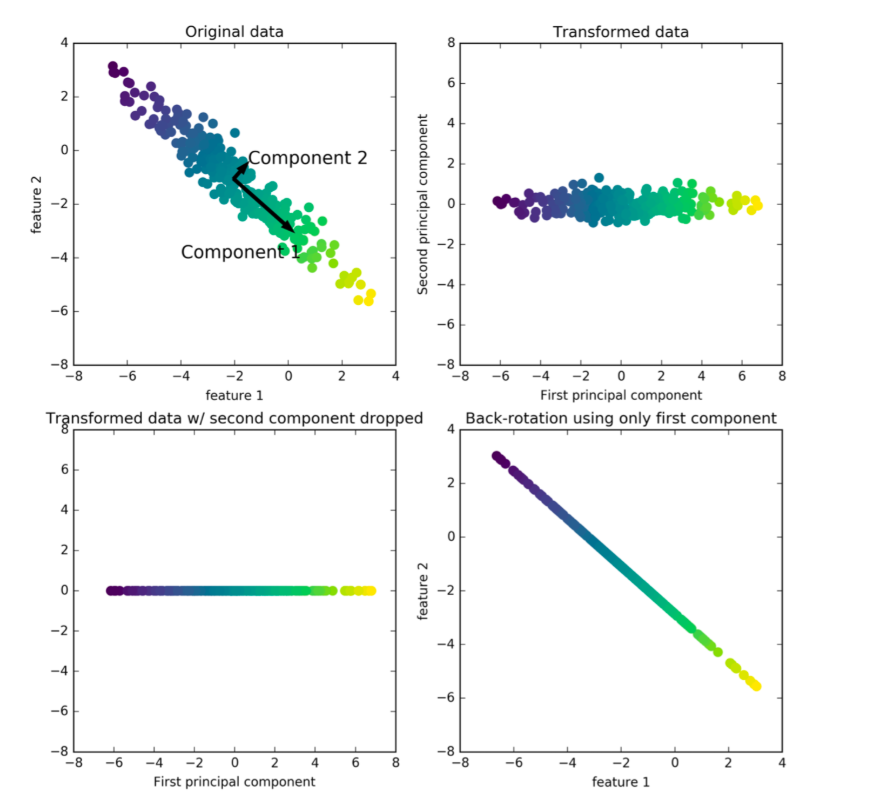 Original data
4
2
0
−2
−4
−6
−8
feature 2
Component 2
Component 1
−8 −6 −4 −2 0 2 4
feature 1
Transformed data
8
6
4
2
0
−2
−4
−6
−8
Second principal component
−8 −6 −4 −2 0 2 4 6 8
First principal component
Transformed data w/ second component dropped
8
6
4
2
0
−2
−4
−6
−8
−8 −6 −4 −2 0 2 4 6 8
First principal component
Back-rotation using only first component
4
2
0
−2
−4
−6
−8
feature 2
−8 −6 −4 −2 0 2 4
feature 1